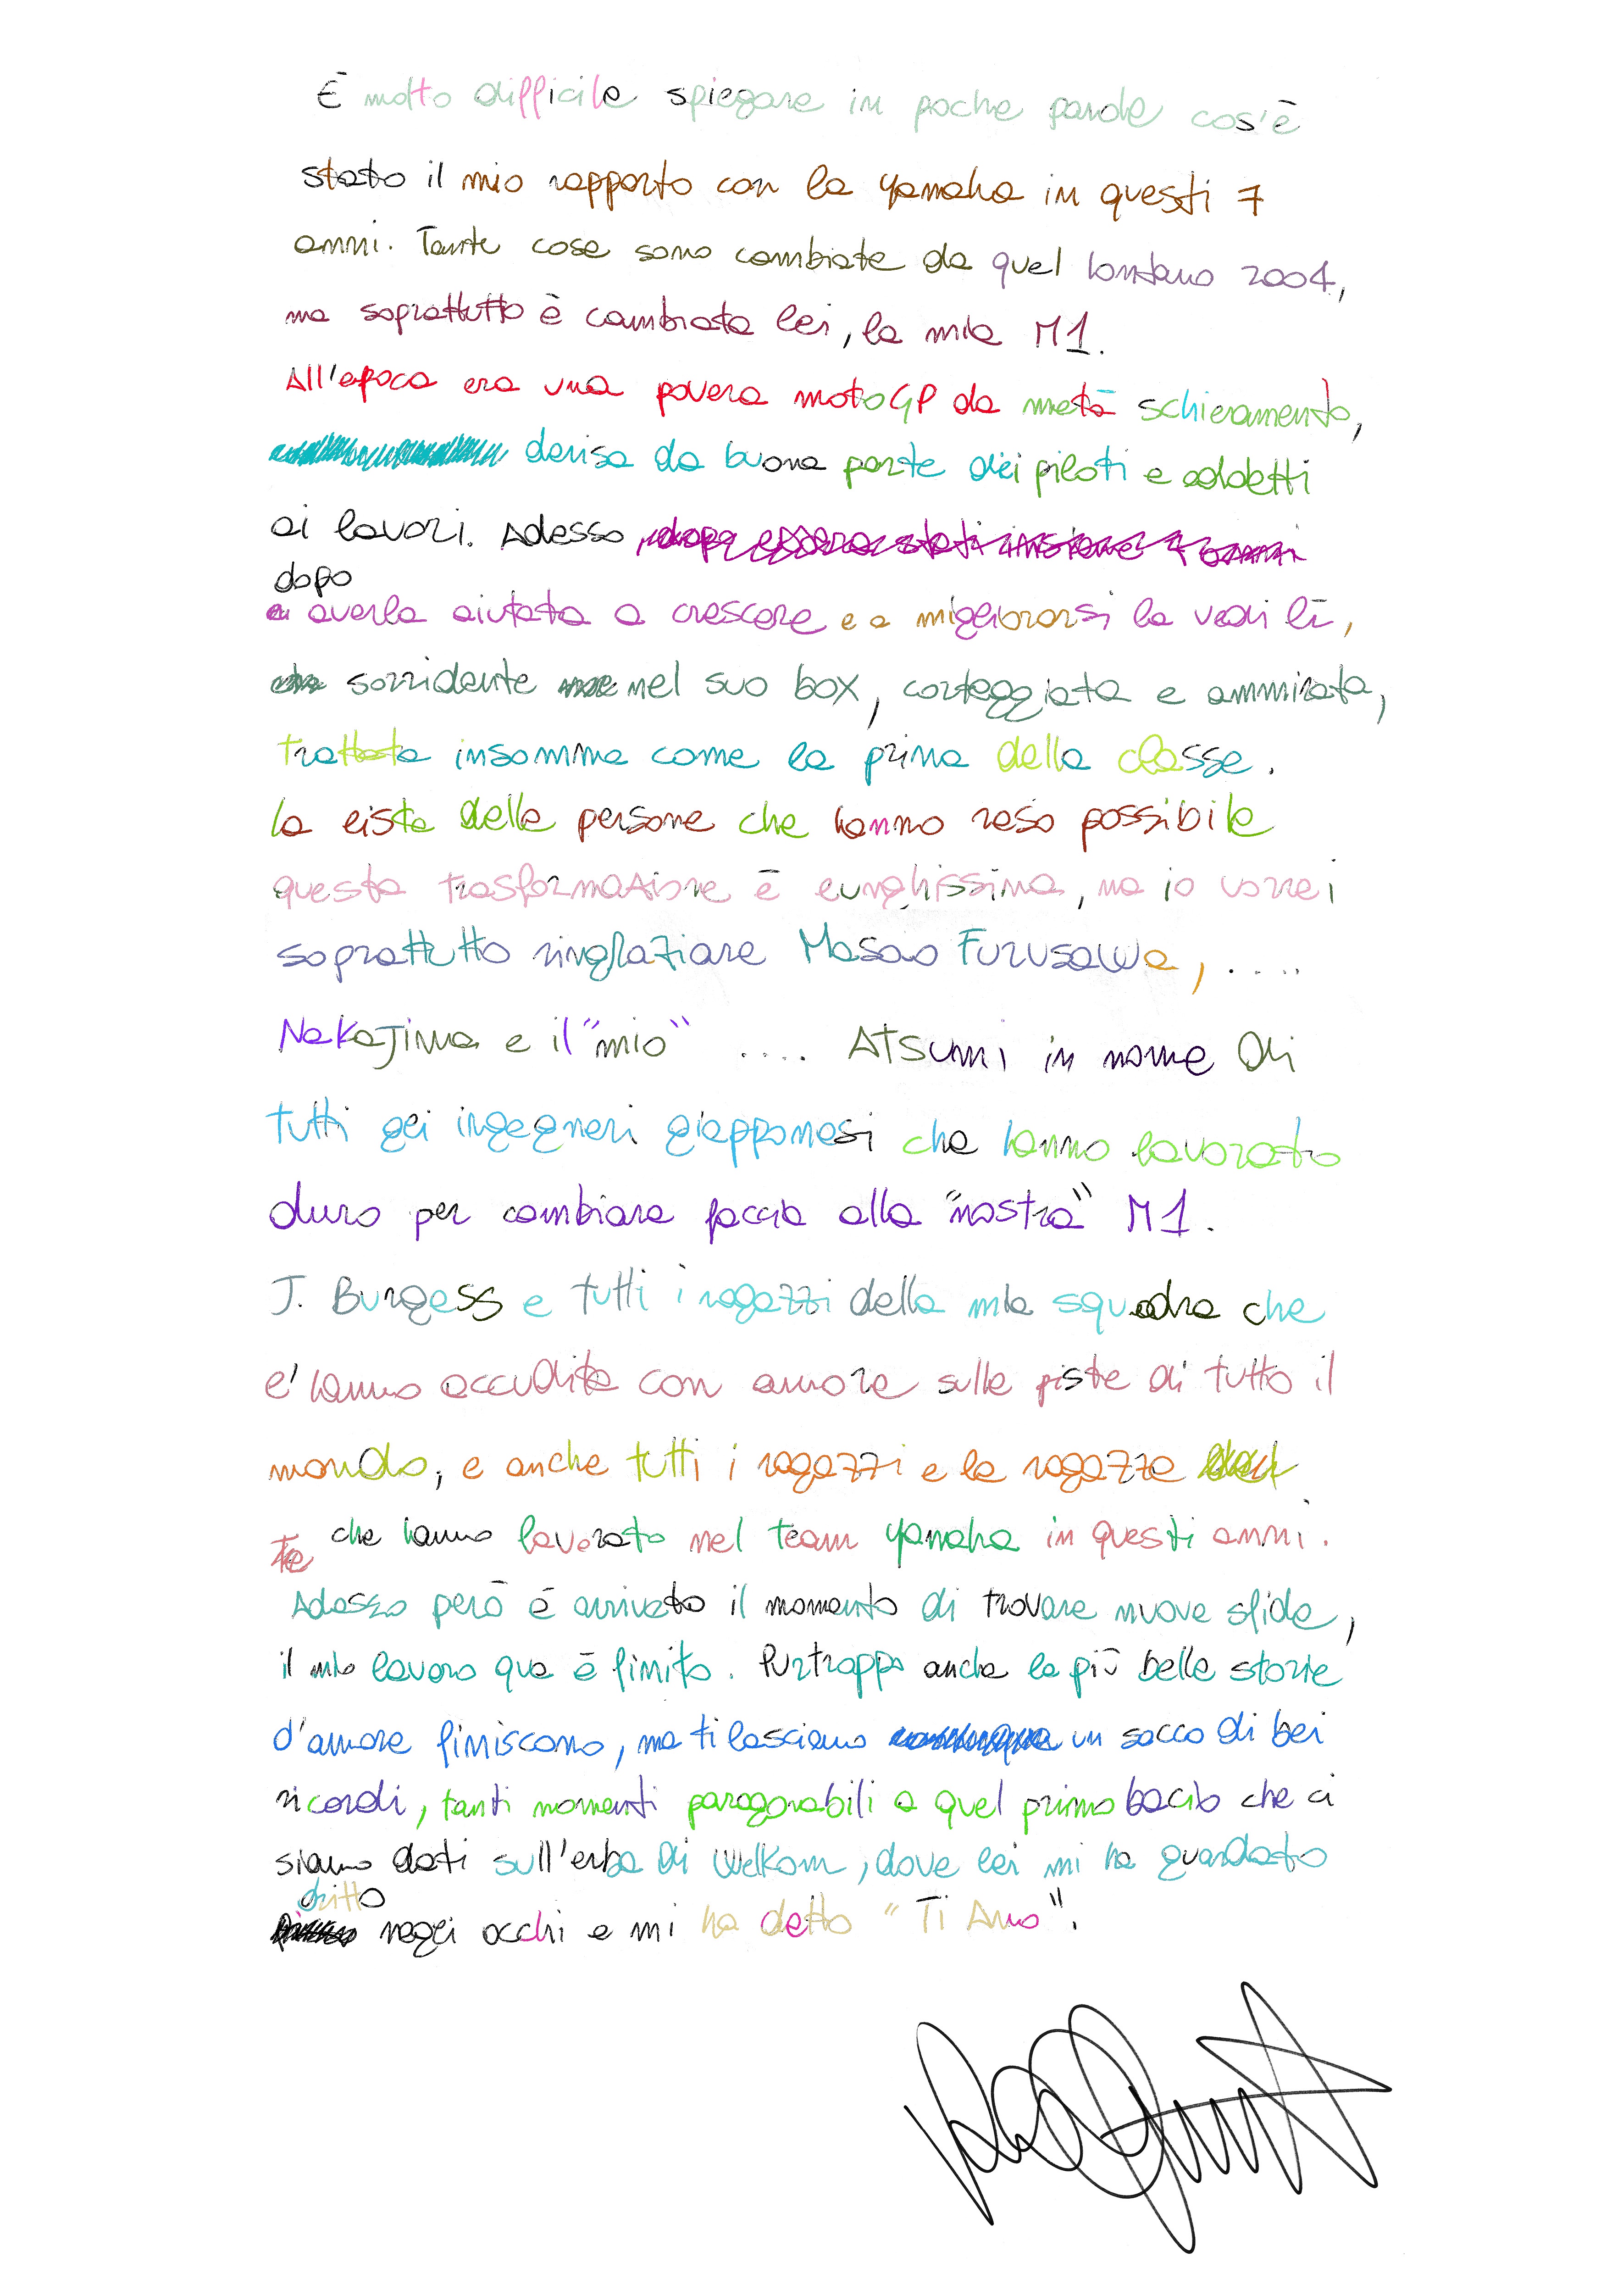 È molto difficile spiegare in poche parole cos'è
stato il mio rapporto con la yamaha in questi 7
anni. Tante cose sono cambiate da quel lontano 2004,
ma soprattutto è cambiata lei, la mia M1.
All'epoca era una povera motoGP da metà schieramento,
derisa da buona parte dei piloti e addetti
ai lavori. Adesso, dopo essere stati insieme 7 anni
dopo
averla aiutata a crescere e a migliorarsi la vedi lì,
sorridente nel suo box, corteggiata e ammirata,
trattata insomma come la prima della classe.
La lista delle persone che hanno reso possibile
questa trasformazione è lunghissima, ma io vorrei
soprattutto ringraziare Masao Furusawa, .....
Nakajima e il "mio" .... Atsumi in nome di
tutti gli ingegneri giapponesi che hanno lavorato
duro per cambiare faccia alla "nostra" M1.
J. Burgess e tutti i ragazzi della mia squadra che
l'hanno accudita con amore sulle piste di tutto il
mondo, e anche tutti i ragazzi e le ragazze
che hanno lavorato nel team yamaha in questi anni.
Adesso però è arrivato il momento di trovare nuove sfide,
il mio lavoro qua è finito. Purtroppo anche le più belle storie
d'amore finiscono, ma ti lasciano un sacco di bei
ricordi, tanti momenti paragonabili a quel primo bacio che ci
siamo dati sull'erba di Welkom, dove lei mi ha guardato
dritto
negli occhi e mi ha detto "Ti Amo".